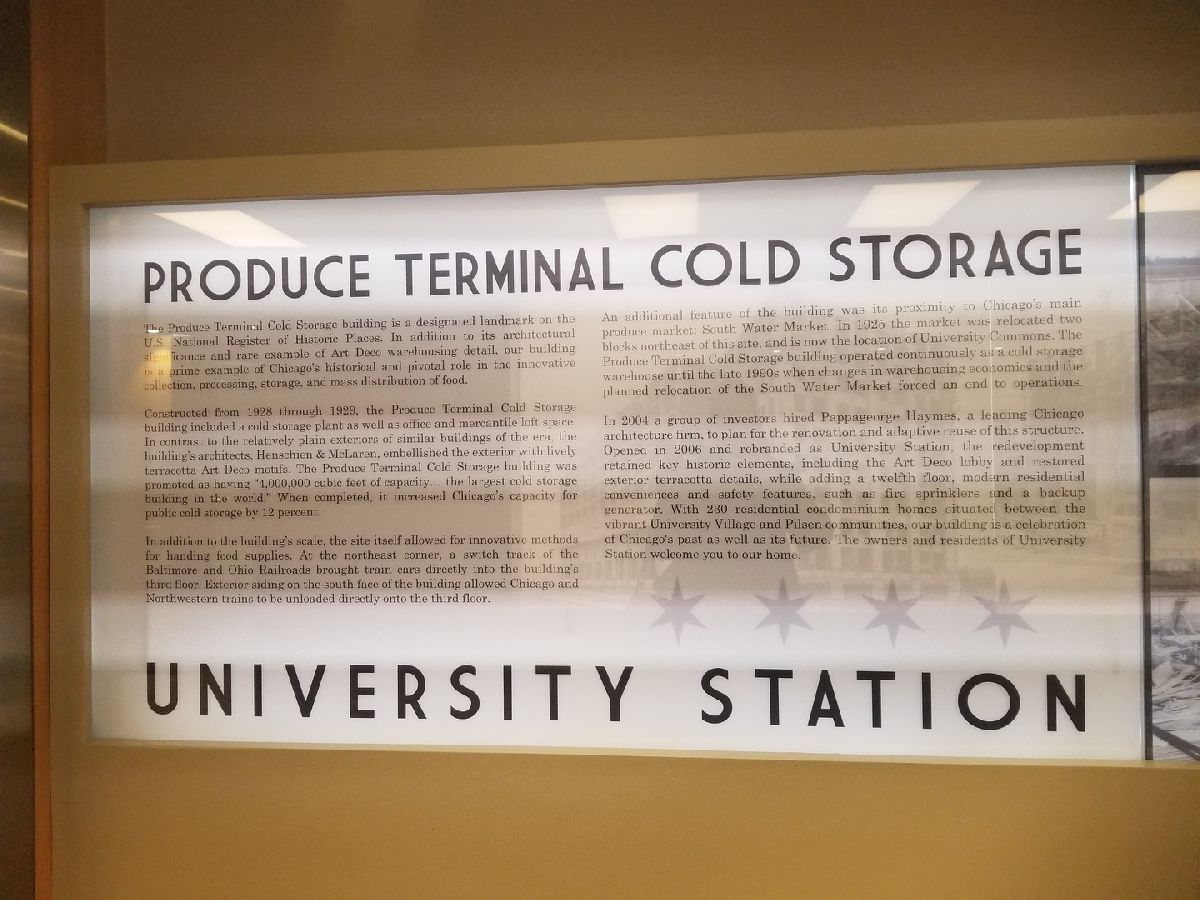 PRODUCE TERMINAL COLD STORAGE
The Produce Terminal Cold Storage building is a designated landmark on the
U.S. National Register of Historic Places. In addition to its architectural
significance and rare example of Art Deco warehousing detail, our building
is a prime example of Chicago's historical and pivotal role in the innovative
collection, processing, storage, and mass distribution of food.
Constructed from 1928 through 1929, the Produce Terminal Cold Storage
building included a cold storage plant as well as office and mercantile loft space.
In contrast to the relatively plain exteriors of similar buildings of the era, the
building's architects, Henschien & McLaren, embellished the exterior with lively
terracotta Art Deco motifs. The Produce Terminal Cold Storage building was
promoted as having "4,000,000 cubic feet of capacity... the largest cold storage
building in the world." When completed, it increased Chicago's capacity for
public cold storage by 12 percent.
In addition to the building's scale, the site itself allowed for innovative methods
for handing food supplies. At the northeast corner, a switch track of the
Baltimore and Ohio Railroads brought train cars directly into the building's
third floor. Exterior siding on the south face of the building allowed Chicago and
Northwestern trains to be unloaded directly onto the third floor.
An additional feature of the building was its proximity to Chicago's main
produce market: South Water Market. In 1925 the market was relocated two
blocks northeast of this site, and is now the location of University Commons. The
Produce Terminal Cold Storage building operated continuously as a cold storage
warehouse until the late 1990s when changes in warehousing economics and the
planned relocation of the South Water Market forced an end to operations.
In 2004 a group of investors hired Pappageorge Haymes, a leading Chicago
architecture firm, to plan for the renovation and adaptive reuse of this structure.
Opened in 2006 and rebranded as University Station, the redevelopment
retained key historic elements, including the Art Deco lobby and restored
exterior terracotta details, while adding a twelfth floor, modern residential
conveniences and safety features, such as fire sprinklers and a backup
generator. With 230 residential condominium homes situated between the
vibrant University Village and Pilsen communities, our building is a celebration
of Chicago's past as well as its future. The owners and residents of University
Station welcome you to our home.
UNIVERSITY STATION